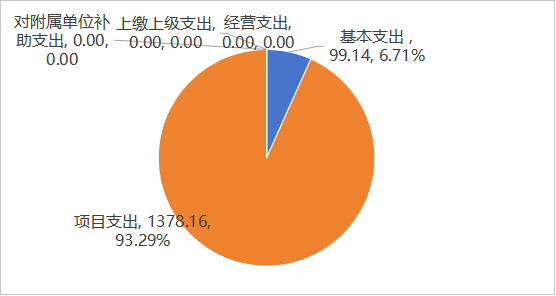 对附属单位补
助支出, 0.00,
0.00
上缴上级支出,
0.00, 0.00
经营支出,
0.00, 0.00
基本支出 ,
99.14, 6.71%
项目支出, 1378.16,
93.29%